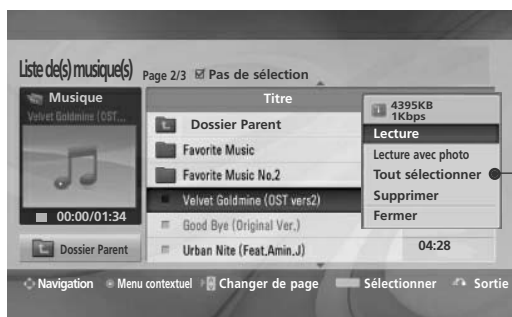 Liste de(s) musique(s) Page 2/3 Pas de sélection
Musique
Velvet Goldmine (OST...
00:00/01:34
Dossier Parent
Titre
Dossier Parent
Favorite Music
Favorite Music No.2
Velvet Goldmine (OST vers2)
Good Bye (Original Ver.)
Urban Nite (Feat.Amin.J)
04:28
4395KB
1Kbps
Lecture
Lecture avec photo
Tout sélectionner
Supprimer
Fermer
Navigation Menu contextuel Changer de page Sélectionner Sortie